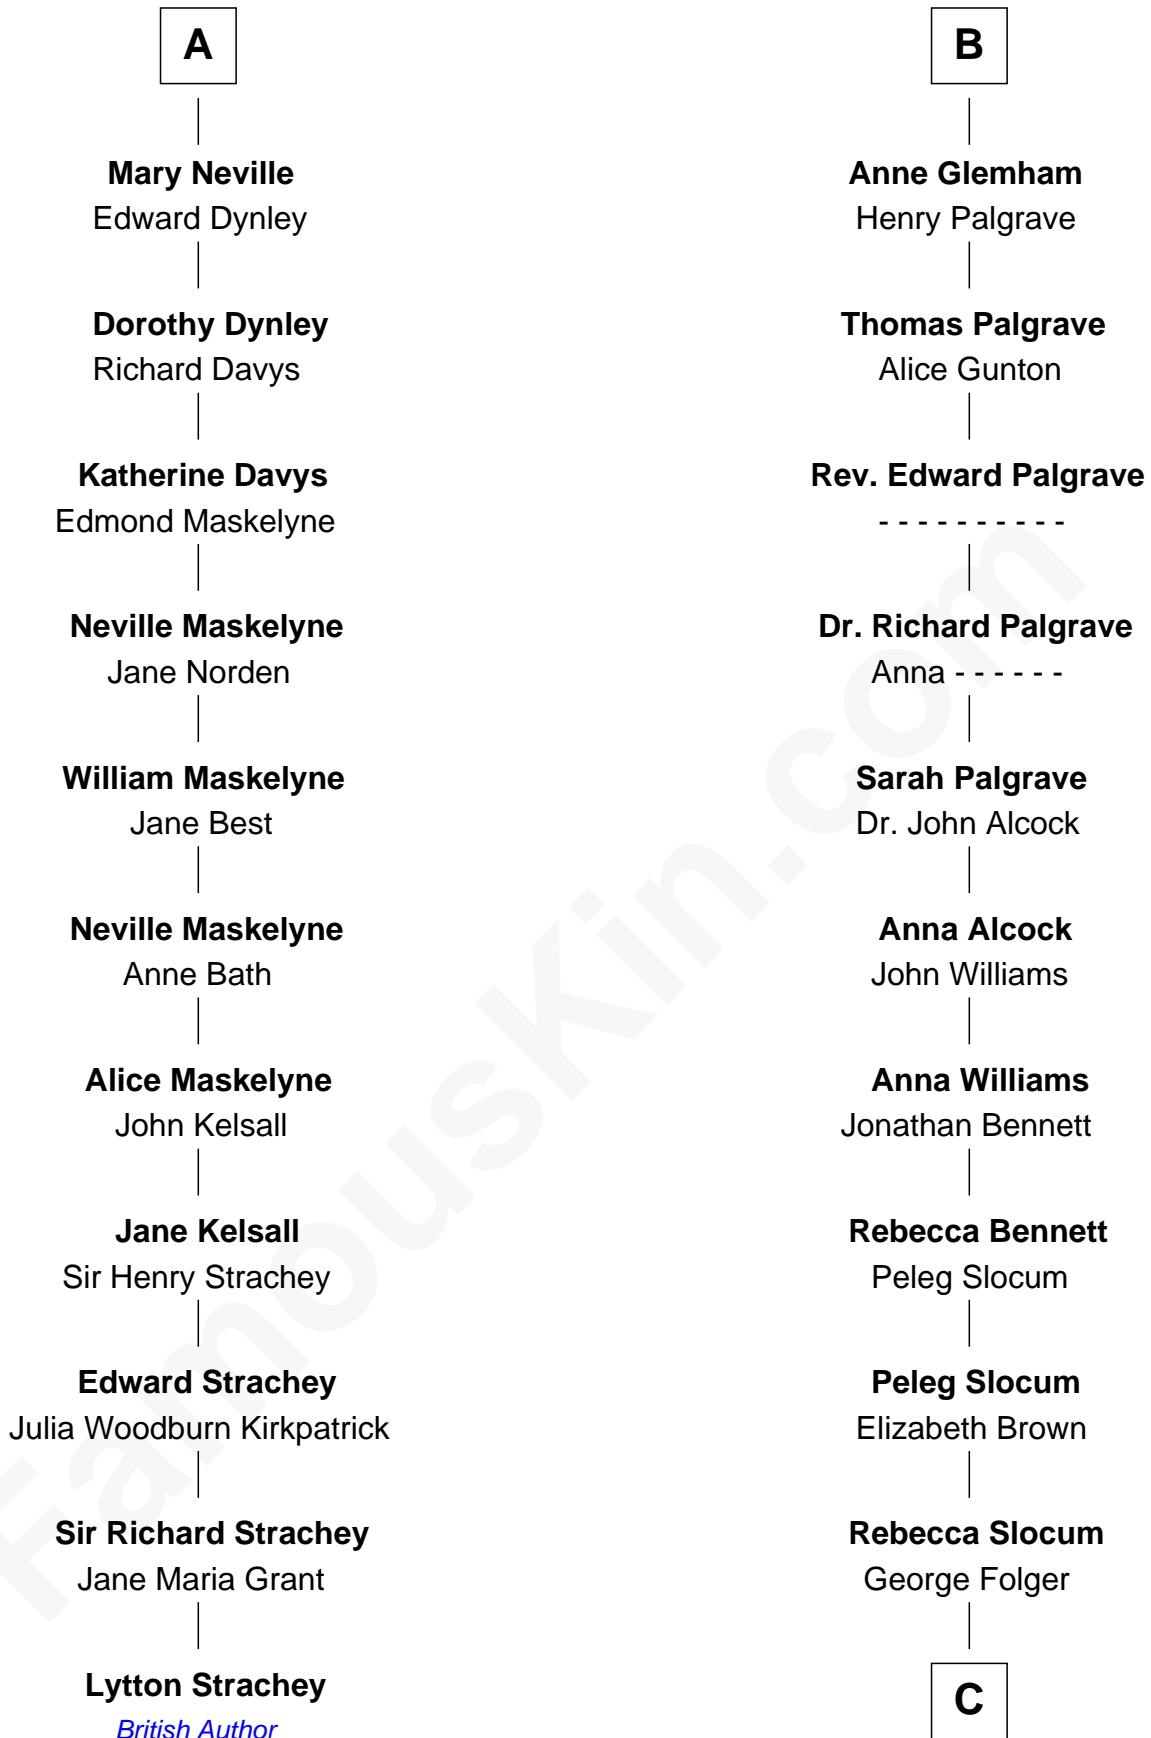 A
Mary Neville
Edward Dynley
Dorothy Dynley
Richard Davys
Katherine Davys
Edmond Maskelyne
Neville Maskelyne
Jane Norden
William Maskelyne
Jane Best
Neville Maskelyne
Anne Bath
Alice Maskelyne
John Kelsall
Jane Kelsall
Sir Henry Strachey
Edward Strachey
Julia Woodburn Kirkpatrick
Sir Richard Strachey
Jane Maria Grant
Lytton Strachey
British Author
B
Anne Glemham
Henry Palgrave
Thomas Palgrave
Alice Gunton
Rev. Edward Palgrave
- - - - - - - - - -
Dr. Richard Palgrave
Anna - - - - - -
Sarah Palgrave
Dr. John Alcock
Anna Alcock
John Williams
Anna Williams
Jonathan Bennett
Rebecca Bennett
Peleg Slocum
Peleg Slocum
Elizabeth Brown
Rebecca Slocum
George Folger
C
FamousKin.com